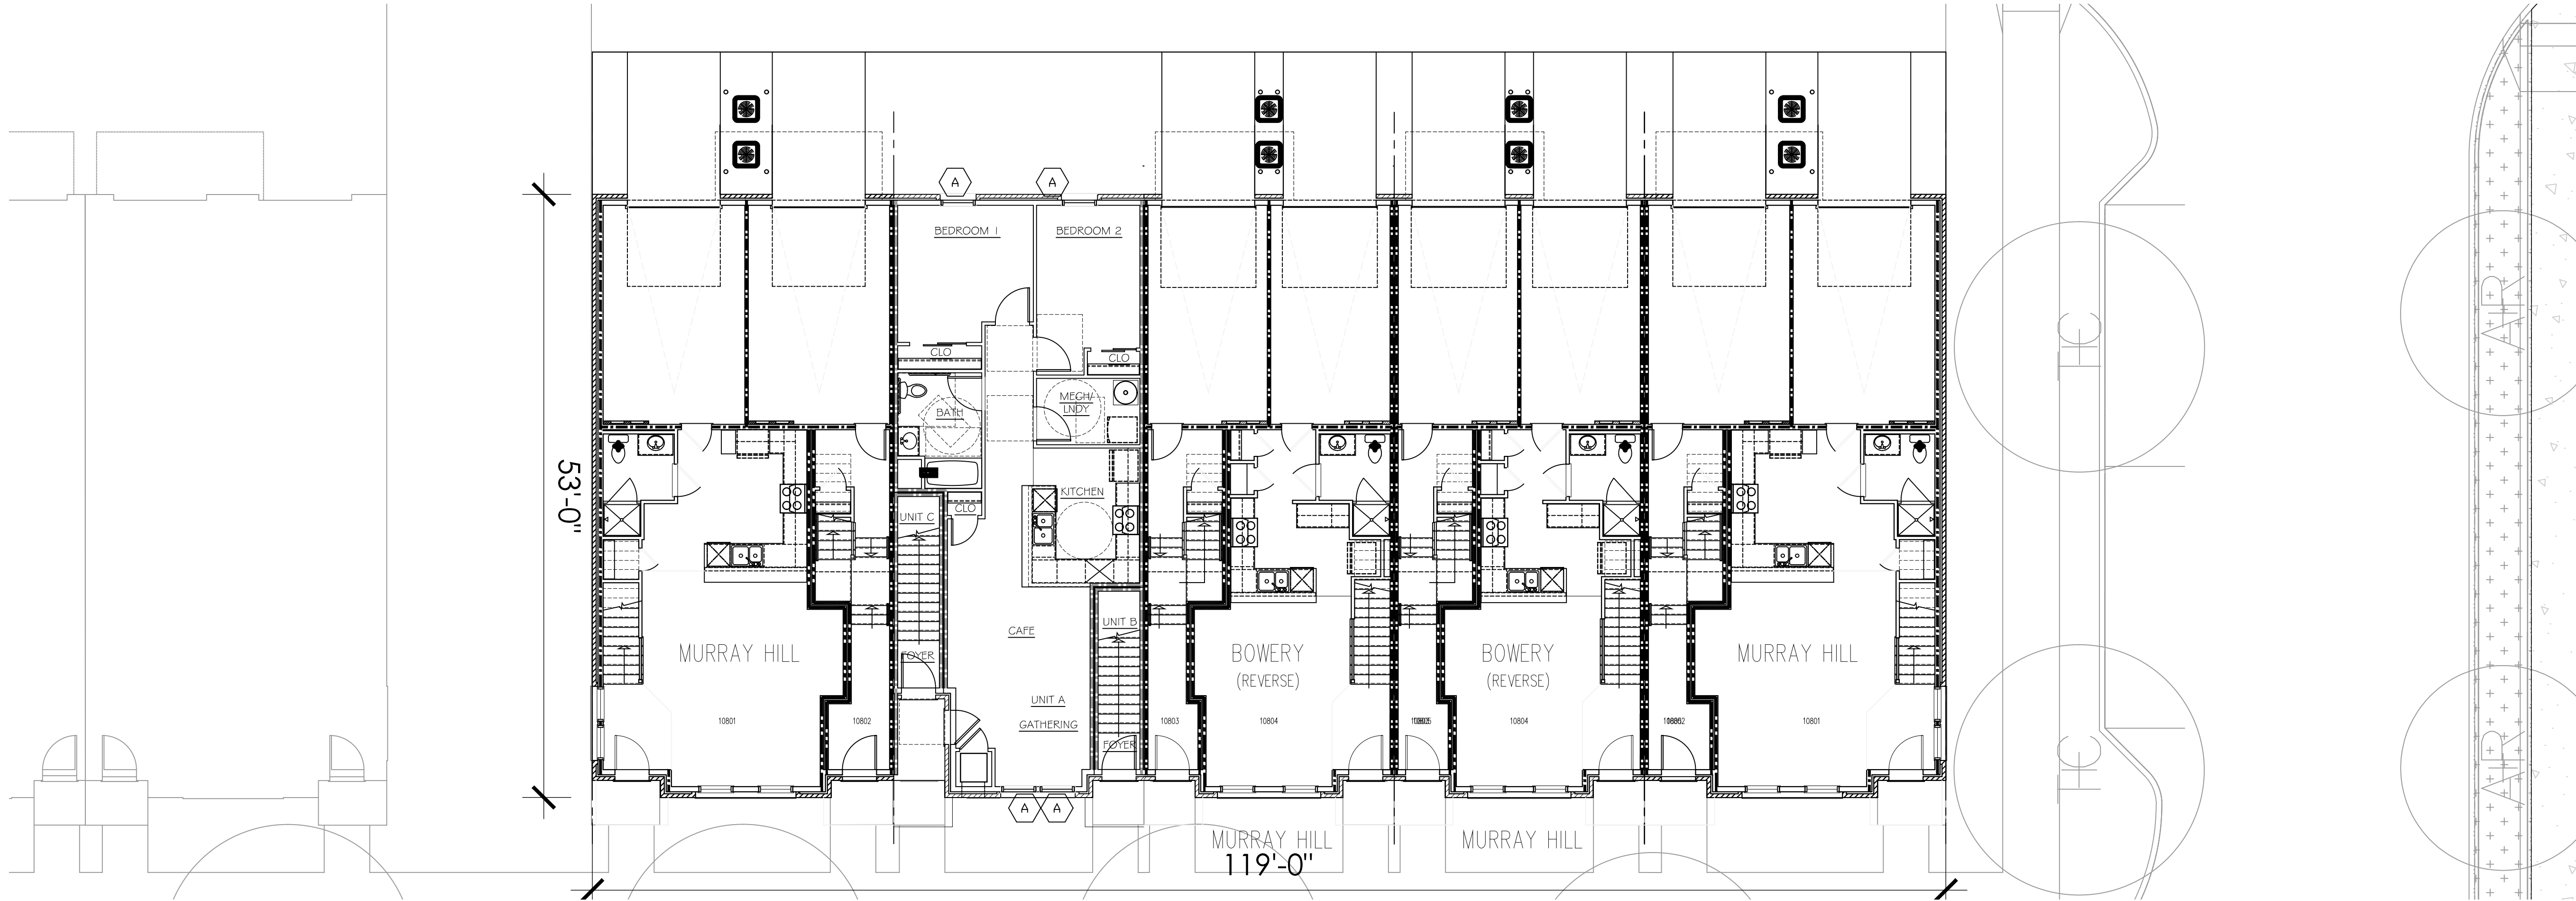 A
A
BEDROOM 1
BEDROOM 2
CLO
CLO
BATH
MECH/
LNDY
KITCHEN
CLO
UNIT C
53'-0"
CAFE
UNIT B
FOYER
MURRAY HILL
BOWERY
(REVERSE)
BOWERY
(REVERSE)
MURRAY HILL
UNIT A
GATHERING
10801
10802
10803
10804
10804
10801
FOYER
A
A
MURRAY HILL
MURRAY HILL
119'-0"
HC
HC
AIR
AIR